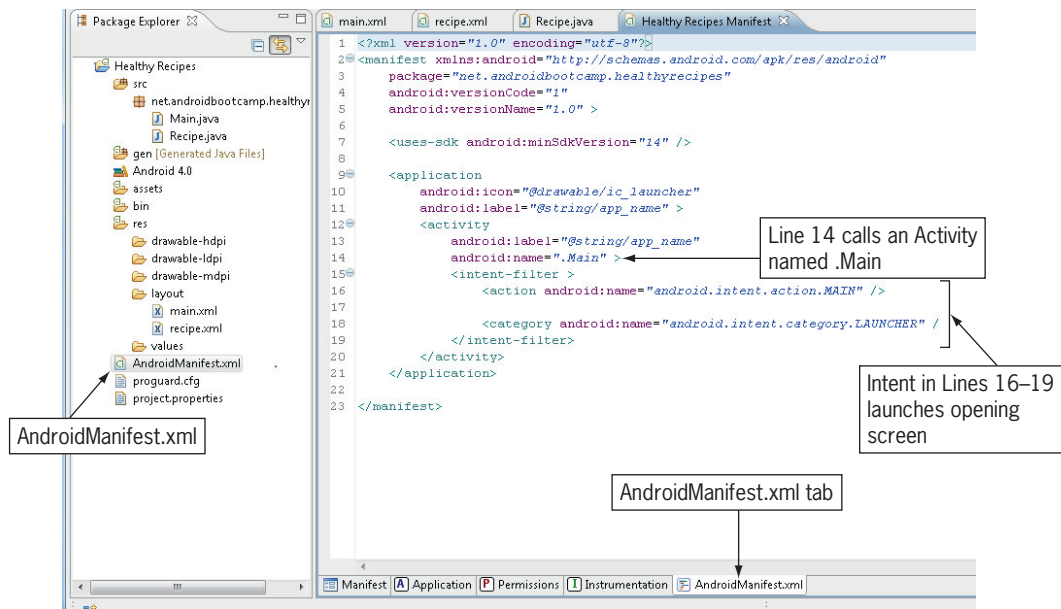 Package Explorer
main.xml
recipe.xml
Recipe.java
Healthy Recipes Manifest
Healthy Recipes
src
net.androidbootcamp.healthyr
Main.java
Recipe.java
gen [Generated Java Files]
Android 4.0
assets
bin
res
drawable-hdpi
drawable-ldpi
drawable-mdpi
layout
main.xml
recipe.xml
values
AndroidManifest.xml
proguard.cfg
project.properties
AndroidManifest.xml
1 <?xml version="1.0" encoding="utf-8"?>
2 <manifest xmlns:android="http://schemas.android.com/apk/res/android"
3 package="net.androidbootcamp.healthyrecipes"
4 android:versionCode="1"
5 android:versionName="1.0" >
6
7 <uses-sdk android:minSdkVersion="14" />
8
9 <application
10 android:icon="@drawable/ic_launcher"
11 android:label="@string/app_name" >
12 <activity
13 android:label="@string/app_name"
14 android:name=".Main" >
15 <intent-filter >
16 <action android:name="android.intent.action.MAIN" />
17
18 <category android:name="android.intent.category.LAUNCHER" /
19 </intent-filter>
20 </activity>
21 </application>
22
23 </manifest>
Line 14 calls an Activity
named .Main
Intent in Lines 16–19
launches opening
screen
AndroidManifest.xml tab
Manifest
A Application
P Permissions
I Instrumentation
AndroidManifest.xml